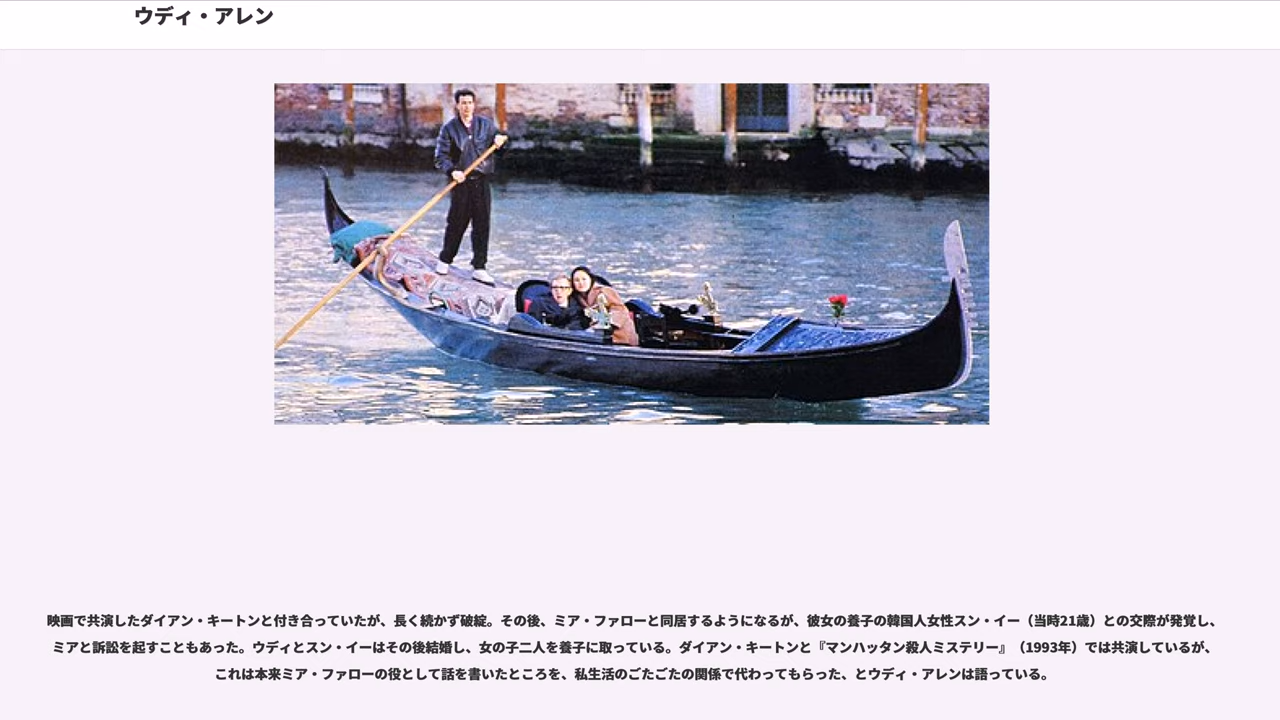 ウディ・アレン
映画で共演したダイアン・キートンと付き合っていたが、長く続かず破綻。その後、ミア・ファローと同居するようになるが、彼女の養子の韓国人女性スン・イー（当時21歳）との交際が発覚し、
ミアと訴訟を起すこともあった。ウディとスン・イーはその後結婚し、女の子二人を養子に取っている。ダイアン・キートンと『マンハッタン殺人ミステリー』（1993年）では共演しているが、
これは本来ミア・ファローの役として話を書いたところを、私生活のごたごたの関係で代わってもらった、とウディ・アレンは語っている。